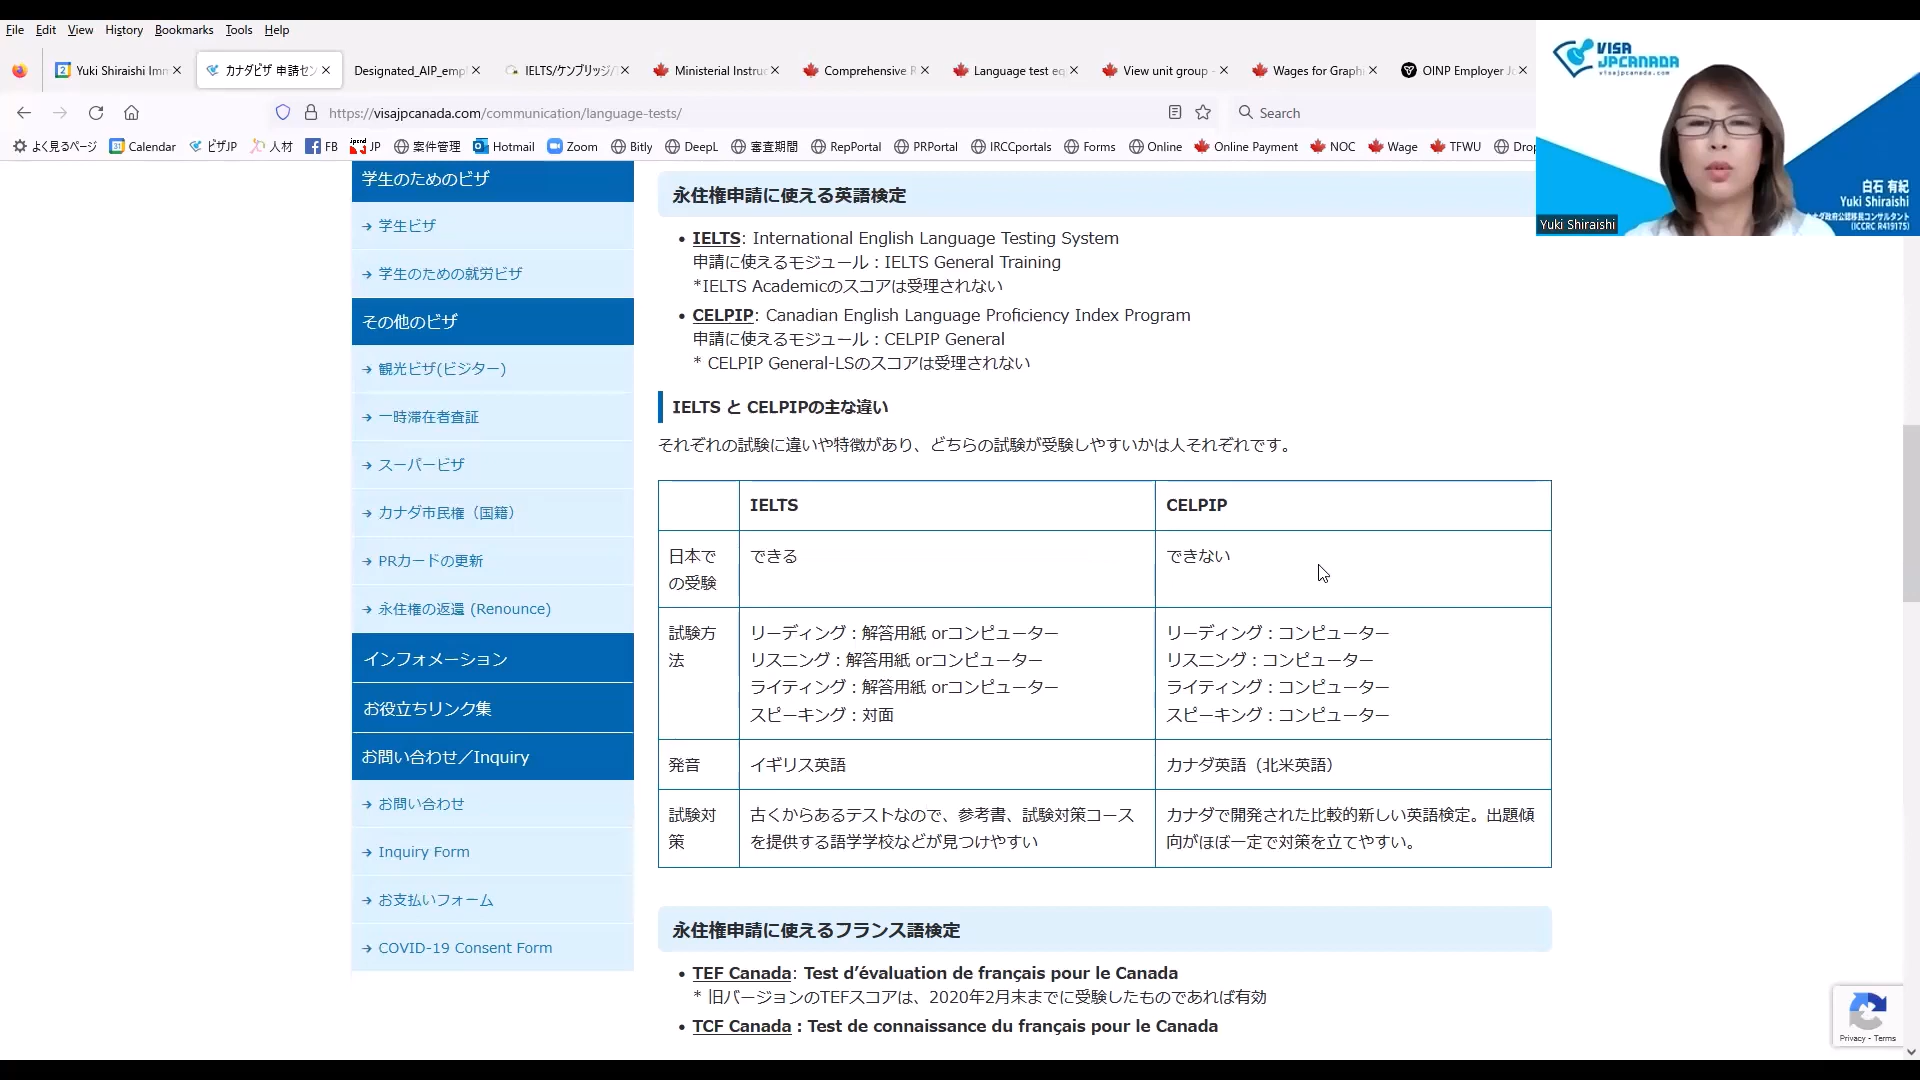 File Edit View History Bookmarks Tools Help
Yuki Shiraishi Imm
カナダビザ 申請セン
Designated_AIP_emp
IELTS/ケンブリッジ/
Ministerial Instruc
Comprehensive R
Language test eq
View unit group -
Wages for Graph
OINP Employer Jo
https://visajpcanada.com/communication/language-tests/
Search
よく見るページ Calendar ビザJP 人材 FB JP 案件管理 Hotmail Zoom Bitly DeepL 審査期間 RepPortal PRPortal IRCCportals Forms Online Online Payment NOC Wage TFWU Drop
VISA
JPCANADA
visajpcanada.com
白石 有紀
Yuki Shiraishi
カナダ政府公認移民コンサルタント
(ICCRC R419175)
Yuki Shiraishi
学生のためのビザ
→ 学生ビザ
→ 学生のための就労ビザ
その他のビザ
→ 観光ビザ(ビジター)
→ 一時滞在者査証
→ スーパービザ
→ カナダ市民権（国籍）
→ PRカードの更新
→ 永住権の返還 (Renounce)
インフォメーション
お役立ちリンク集
お問い合わせ／Inquiry
→ お問い合わせ
→ Inquiry Form
→ お支払いフォーム
→ COVID-19 Consent Form
永住権申請に使える英語検定
• IELTS: International English Language Testing System
申請に使えるモジュール：IELTS General Training
*IELTS Academicのスコアは受理されない
• CELPIP: Canadian English Language Proficiency Index Program
申請に使えるモジュール：CELPIP General
* CELPIP General-LSのスコアは受理されない
IELTS と CELPIPの主な違い
それぞれの試験に違いや特徴があり、どちらの試験が受験しやすいかは人それぞれです。
IELTS CELPIP
日本で
の受験
できる
できない
試験方
法
リーディング：解答用紙 orコンピューター
リスニング：解答用紙 orコンピューター
ライティング：解答用紙 orコンピューター
スピーキング：対面
リーディング：コンピューター
リスニング：コンピューター
ライティング：コンピューター
スピーキング：コンピューター
発音 イギリス英語 カナダ英語（北米英語）
試験対
策
古くからあるテストなので、参考書、試験対策コース
を提供する語学学校などが見つけやすい
カナダで開発された比較的新しい英語検定。出題傾
向がほぼ一定で対策を立てやすい。
永住権申請に使えるフランス語検定
• TEF Canada: Test d’évaluation de français pour le Canada
* 旧バージョンのTEFスコアは、2020年2月末までに受験したものであれば有効
• TCF Canada : Test de connaissance du français pour le Canada
Privacy - Terms